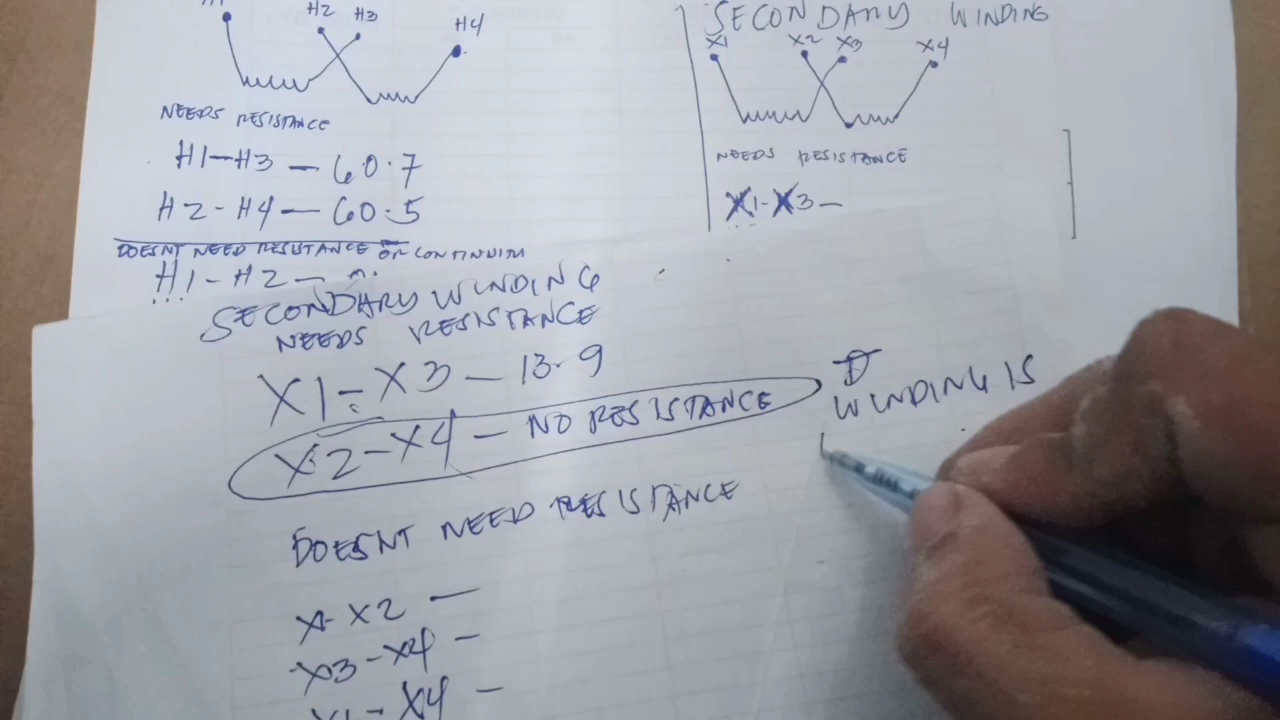 H2 H3 H4
NEEDS RESISTANCE
H1-H3 - 60.7
H2-H4 - 60.5
DOESNT NEED RESISTANCE OR CONTINUITY
H1-H2 -
SECONDARY WINDING
X1 X2 X3 X4
NEEDS RESISTANCE
X1-X3 -
SECONDARY WINDING
NEEDS RESISTANCE
X1-X3 - 13.9
X2-X4 - NO RESISTANCE
WINDING IS
DOESNT NEED RESISTANCE
X2 -
X3-X4 -
X1-X4 -